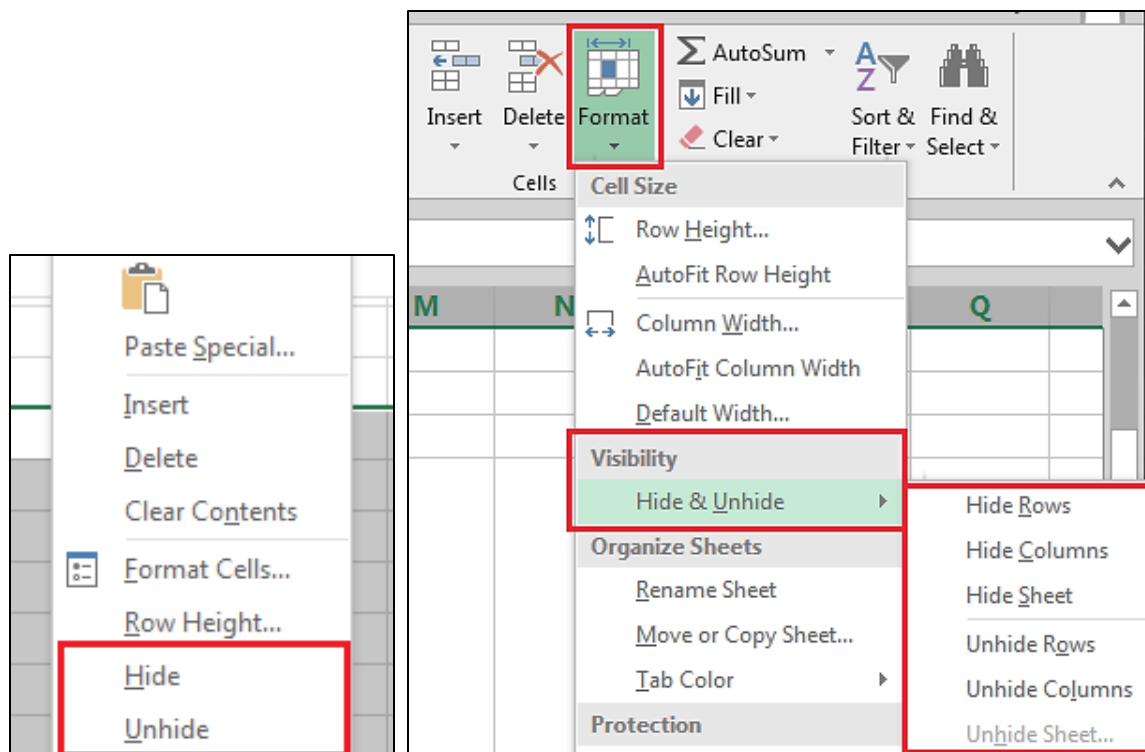 Paste Special...
Insert
Delete
Clear Contents
Format Cells...
Row Height...
Hide
Unhide
Insert
Delete
Format
AutoSum
Fill
Clear
Sort &
Filter
Find &
Select
Cells
Cell Size
Row Height...
AutoFit Row Height
Column Width...
AutoFit Column Width
Default Width...
Visibility
Hide & Unhide
Organize Sheets
Rename Sheet
Move or Copy Sheet...
Tab Color
Protection
M
N
Q
Hide Rows
Hide Columns
Hide Sheet
Unhide Rows
Unhide Columns
Unhide Sheet...